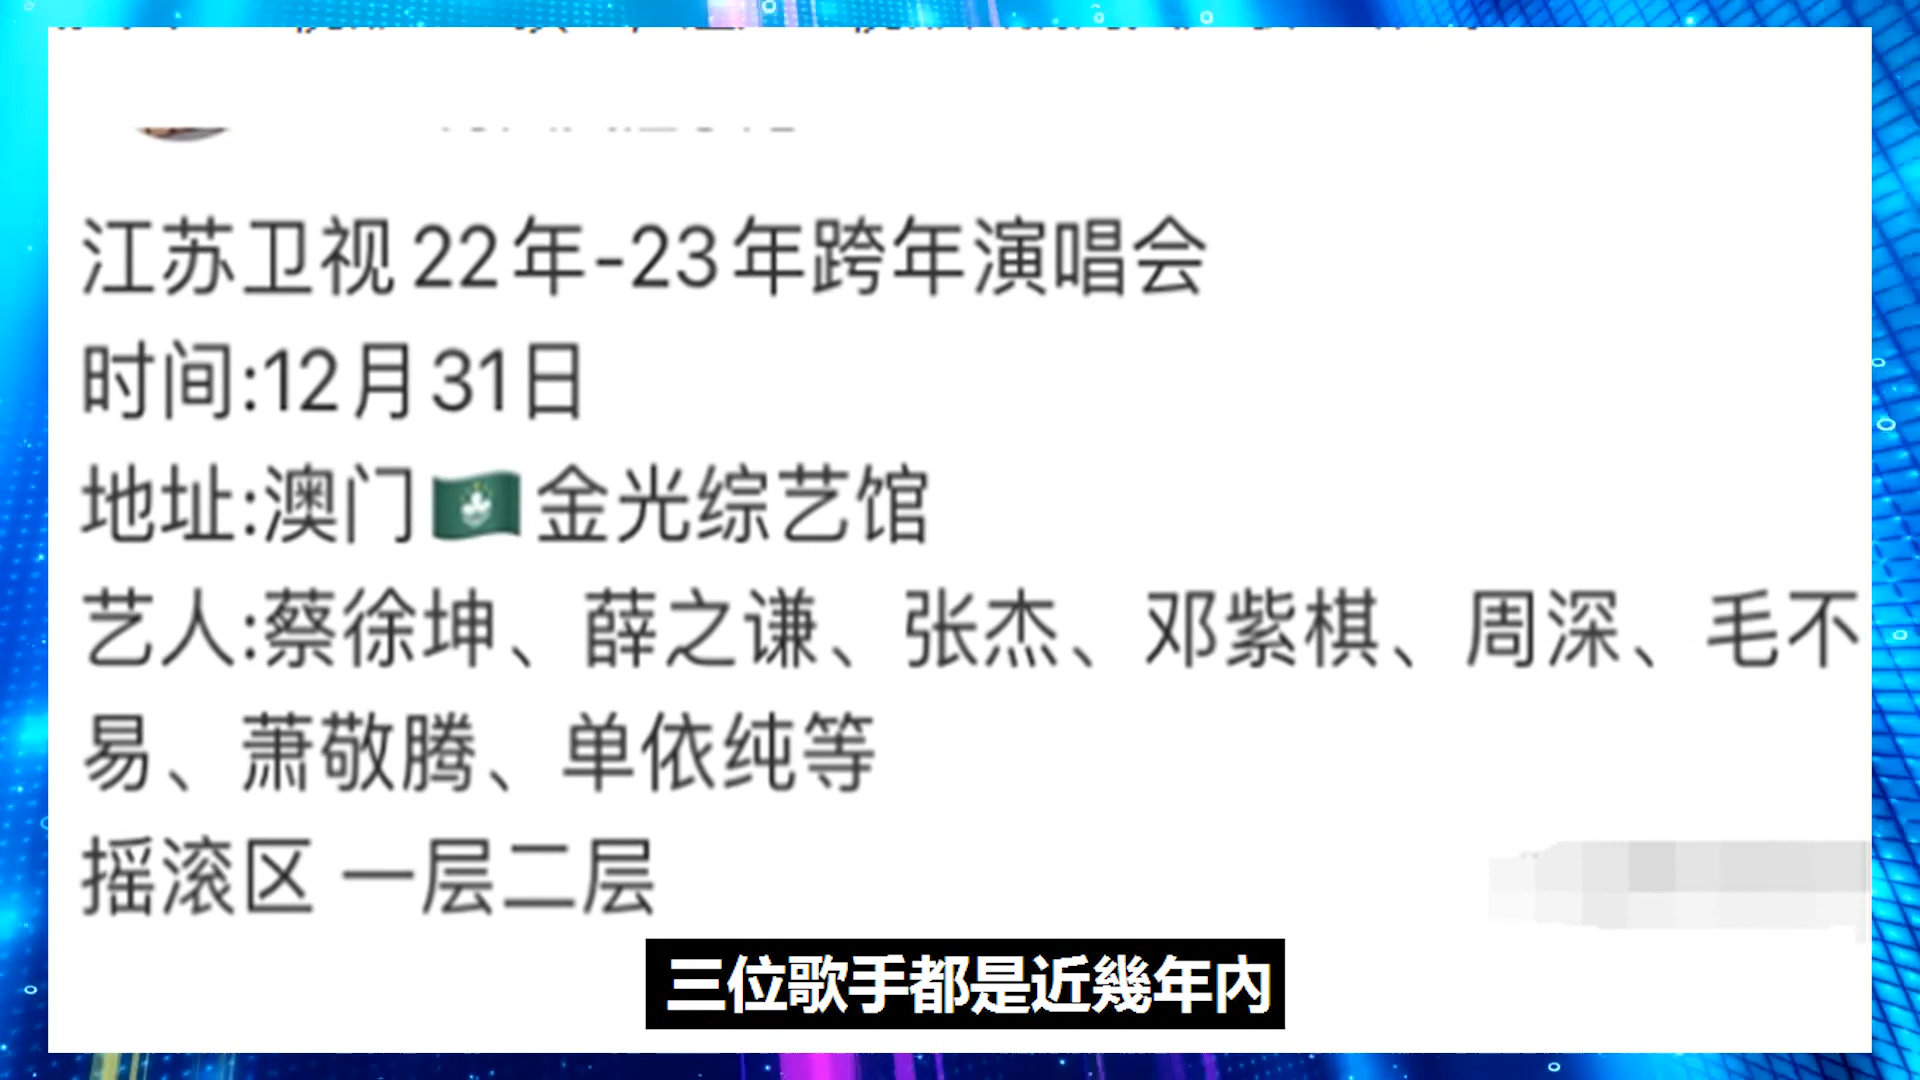 江苏卫视22年-23年跨年演唱会
时间:12月31日
地址:澳门🇲🇴金光综艺馆
艺人:蔡徐坤、薛之谦、张杰、邓紫棋、周深、毛不
易、萧敬腾、单依纯等
摇滚区 一层二层
三位歌手都是近幾年內